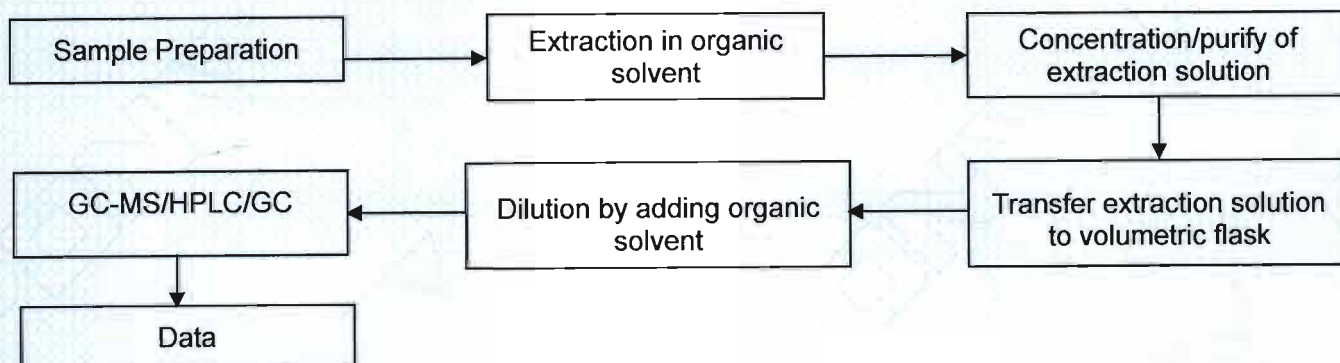 Sample Preparation
Extraction in organic
solvent
Concentration/purify of
extraction solution
Transfer extraction solution
to volumetric flask
Dilution by adding organic
solvent
GC-MS/HPLC/GC
Data